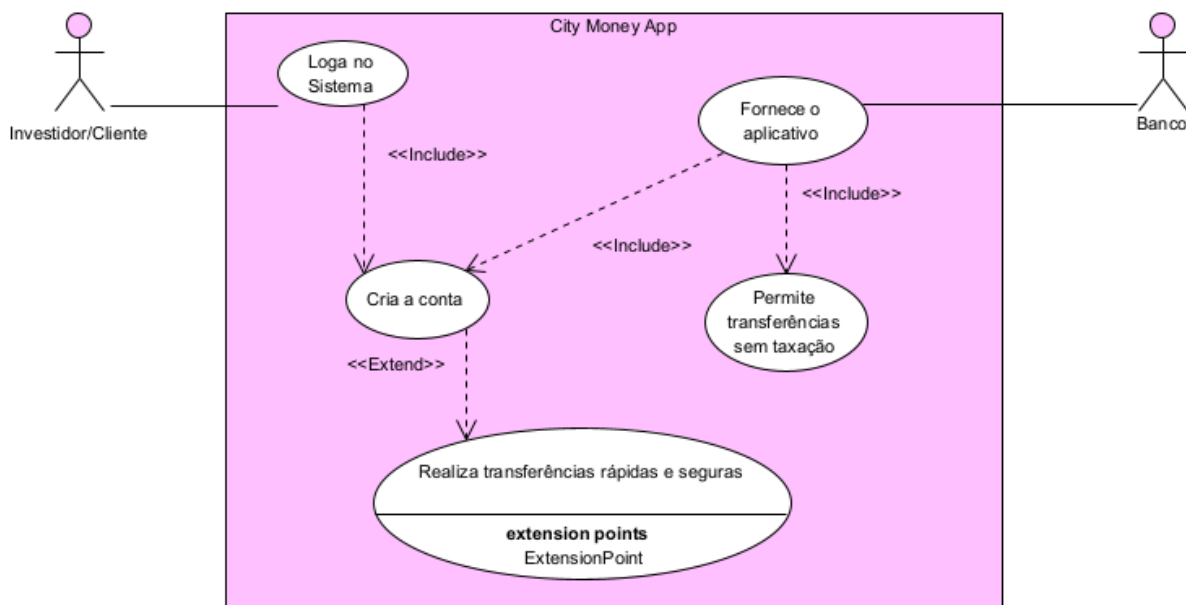 City Money App
Loga no
Sistema
Fornece o
aplicativo
Investidor/Cliente
Banco
<<Include>>
<<Include>>
<<Include>>
Cria a conta
Permite
transferências
sem taxação
<<Extend>>
Realiza transferências rápidas e seguras
extension points
ExtensionPoint